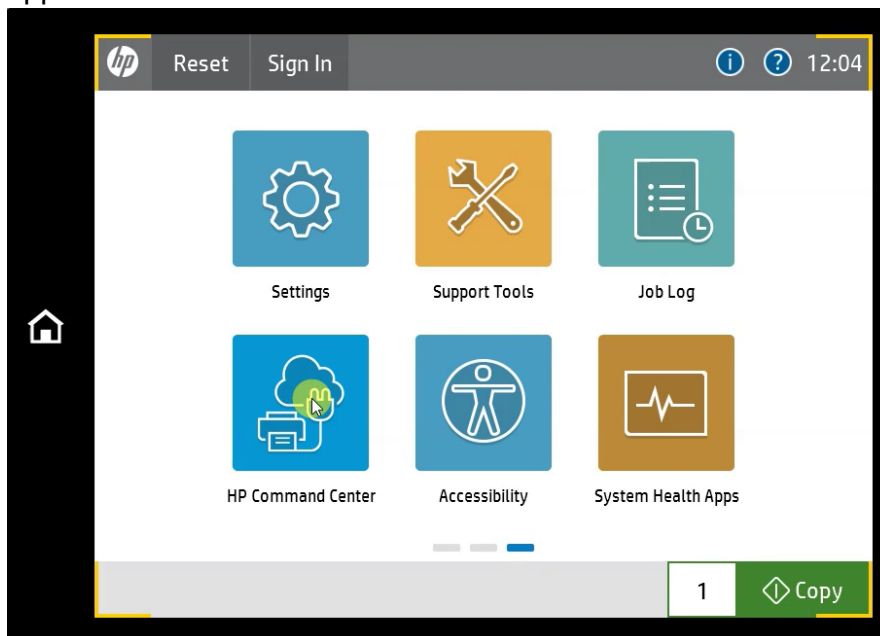 hp Reset Sign In i ? 12:04
Settings Support Tools Job Log
HP Command Center Accessibility System Health Apps
1 Copy